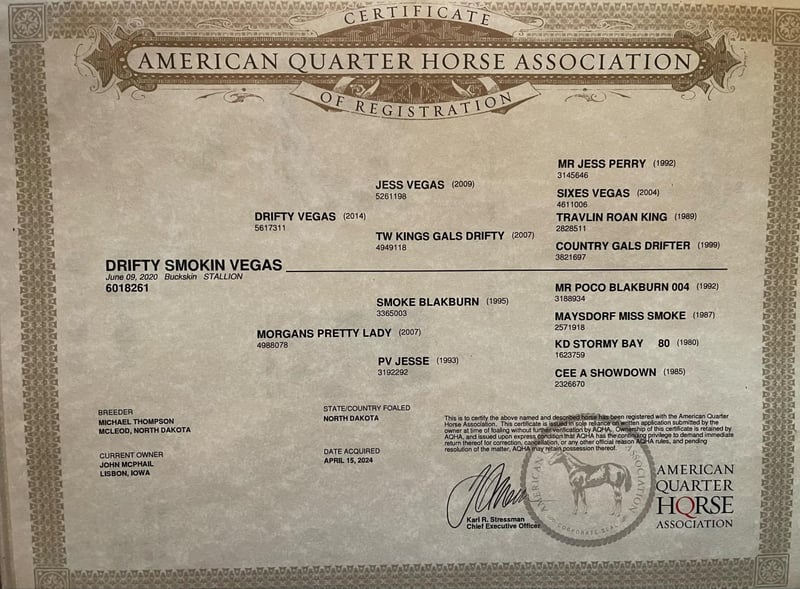 CERTIFICATE
AMERICAN QUARTER HORSE ASSOCIATION
OF REGISTRATION
MR JESS PERRY (1992)
3145646
JESS VEGAS (2009)
5261198
SIXES VEGAS (2004)
4611006
DRIFTY VEGAS (2014)
5617311
TRAVLIN ROAN KING (1989)
2828511
TW KINGS GALS DRIFTY (2007)
4949118
COUNTRY GALS DRIFTER (1999)
3821697
DRIFTY SMOKIN VEGAS
June 09, 2020 Buckskin STALLION
6018261
MR POCO BLAKBURN 004 (1992)
3188934
SMOKE BLAKBURN (1995)
3365003
MAYSDORF MISS SMOKE (1987)
2571918
MORGANS PRETTY LADY (2007)
4988078
KD STORMY BAY 80 (1980)
1623759
PV JESSE (1993)
3192292
CEE A SHOWDOWN (1985)
2326670
BREEDER
MICHAEL THOMPSON
MCLEOD, NORTH DAKOTA
STATE/COUNTRY FOALED
NORTH DAKOTA
CURRENT OWNER
JOHN MCPHAIL
LISBON, IOWA
DATE ACQUIRED
APRIL 15, 2024
This is to certify the above named and described horse has been registered with the American Quarter
Horse Association. This certificate is issued in sole reliance on written application submitted by the
owner at time of foaling without further verification by AQHA. Ownership of this certificate is retained by
AQHA, and issued upon express condition that AQHA has the continuing privilege to demand immediate
return thereof for correction, cancellation, or any other official reason AQHA rules, and pending
resolution of the matter, AQHA may retain possession thereof.
Karl R. Stressman
Chief Executive Officer
AMERICAN QUARTER HORSE ASSOCIATION
CORPORATE SEAL
AMERICAN
QUARTER
HORSE
ASSOCIATION